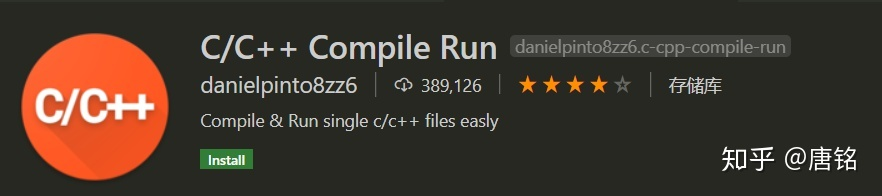 C/C++
C/C++ Compile Run danielpinto8zz6.c-cpp-compile-run
danielpinto8zz6 389,126 存储库
Compile & Run single c/c++ files easly
Install
知乎 @唐铭